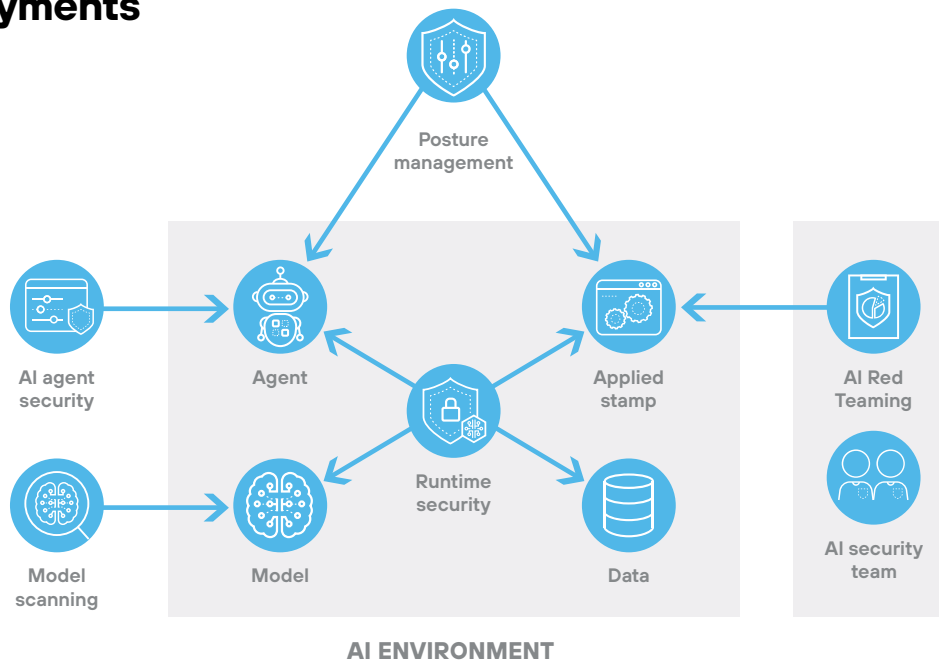 yments
Posture
management
AI agent
security
Agent
Applied
stamp
AI Red
Teaming
Runtime
security
Model
scanning
Model
Data
AI security
team
AI ENVIRONMENT